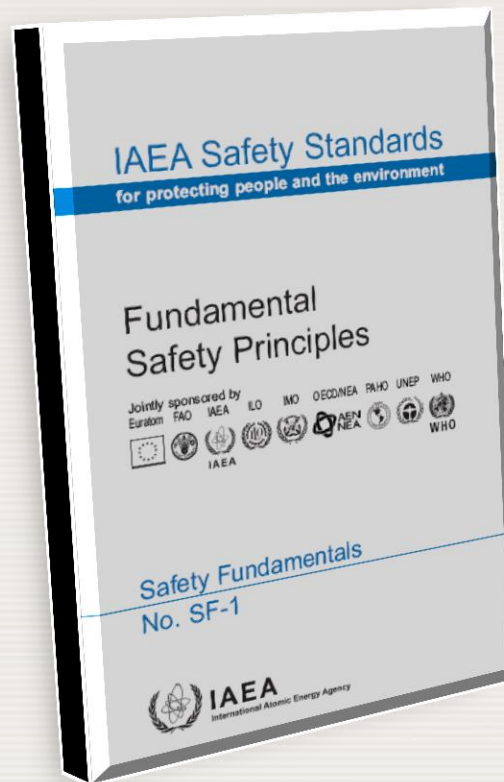 IAEA Safety Standards
for protecting people and the environment
Fundamental
Safety Principles
Jointly sponsored by
Euratom FAO IAEA ILO IMO OECD/NEA PAHO UNEP WHO
AEN
NEA
IAEA
WHO
Safety Fundamentals
No. SF-1
IAEA
International Atomic Energy Agency